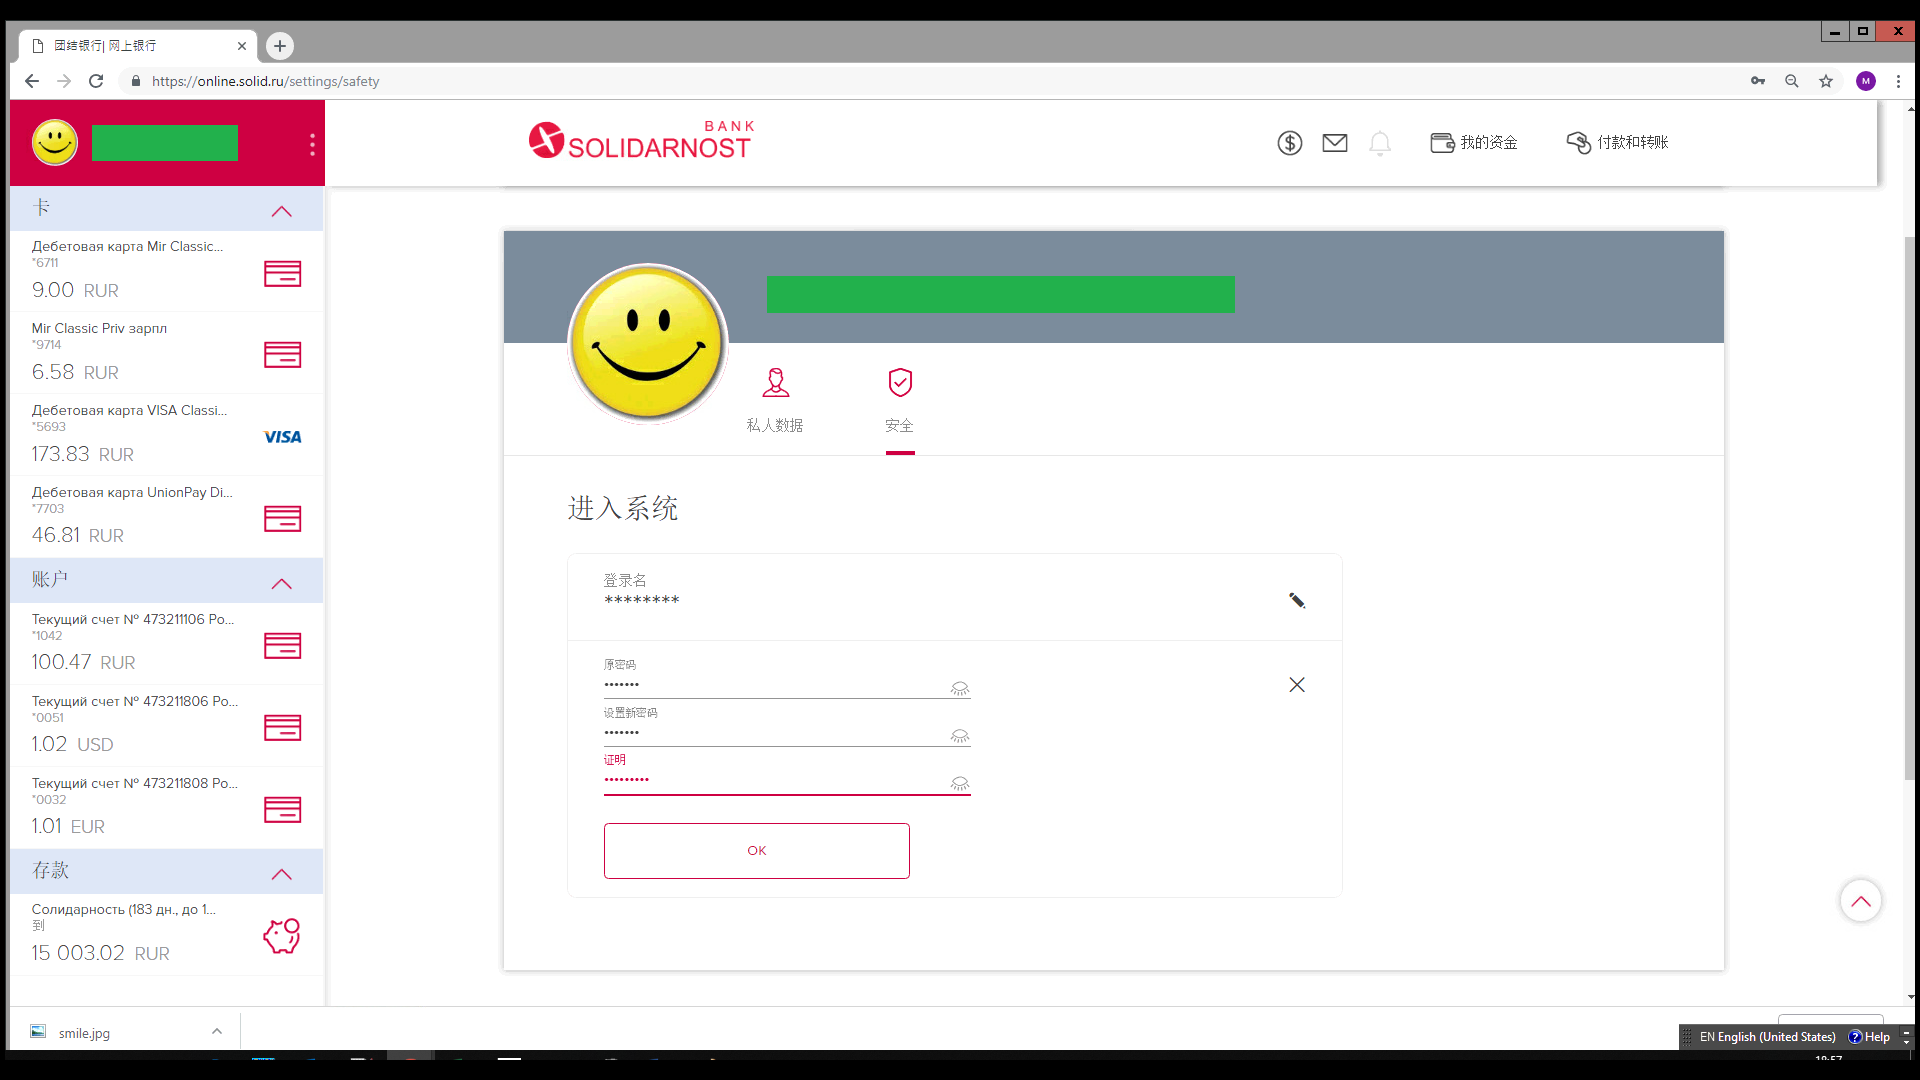 团结银行| 网上银行
https://online.solid.ru/settings/safety
M
BANK
SOLIDARNOST
我的资金
付款和转账
卡
Дебетовая карта Mir Classic...
*6711
9.00 RUR
Mir Classic Priv зарпл
*9714
6.58 RUR
Дебетовая карта VISA Classi...
*5693
173.83 RUR
VISA
Дебетовая карта UnionPay Di...
*7703
46.81 RUR
账户
Текущий счет № 473211106 Ро...
*1042
100.47 RUR
Текущий счет № 473211806 Ро...
*0051
1.02 USD
Текущий счет № 473211808 Ро...
*0032
1.01 EUR
存款
Солидарность (183 дн., до 1...
到
15 003.02 RUR
私人数据
安全
进入系统
登录名
********
原密码
•••••••
设置新密码
•••••••
证明
•••••••••
OK
smile.jpg
EN English (United States)
Help